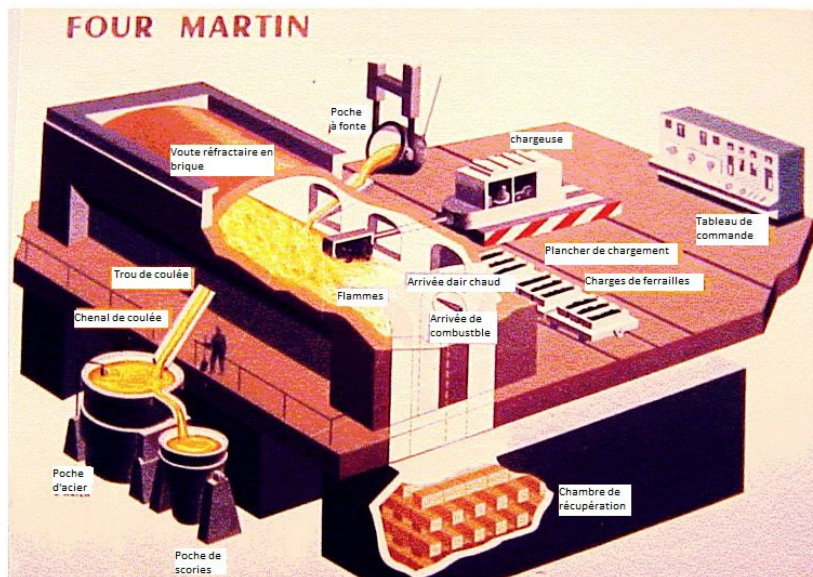 FOUR MARTIN
Poche
à fonte
chargeuse
Voute réfractaire en
brique
Tableau de
commande
Plancher de chargement
Trou de coulée
Flammes
Arrivée dair chaud
Charges de ferrailles
Chenal de coulée
Arrivée de
combustble
Poche
d'acier
Chambre de
récupération
Poche de
scories